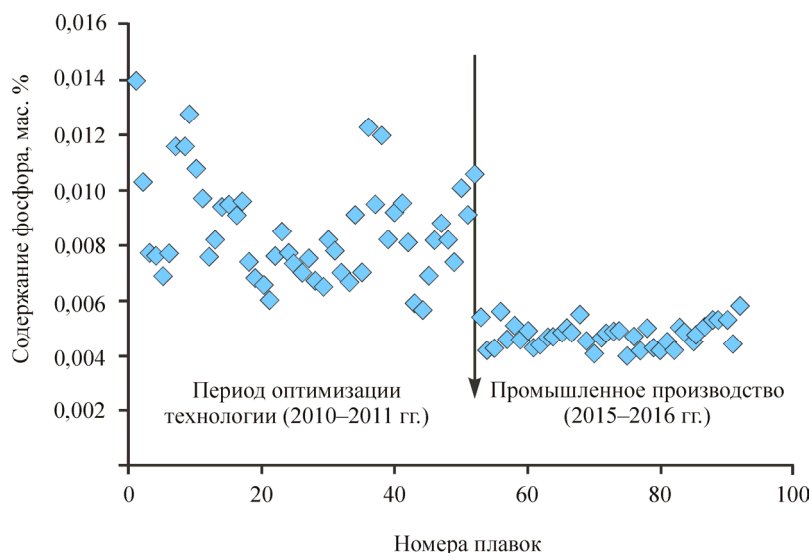 Содержание фосфора, мас. %
0,016
0,014
0,012
0,010
0,008
0,006
0,004
0,002
0
Период оптимизации
технологии (2010–2011 гг.)
Промышленное производство
(2015–2016 гг.)
0 20 40 60 80 100
Номера плавок